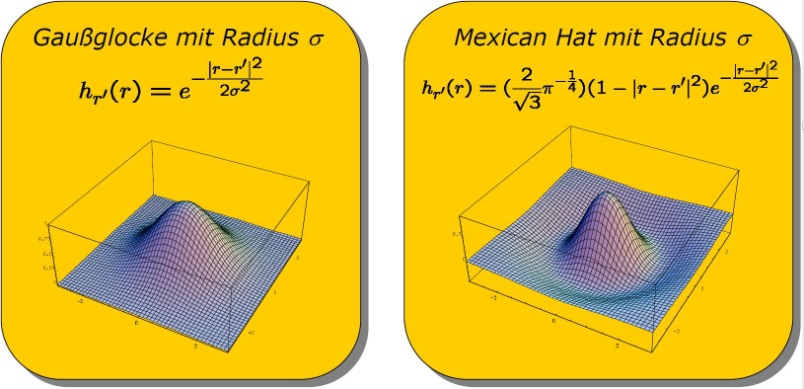 Gaußglocke mit Radius σ
h_{r'}(r) = e^{-\frac{|r-r'|^2}{2σ^2}}
Mexican Hat mit Radius σ
h_{r'}(r) = (\frac{2}{\sqrt{3}}π^{-\frac{1}{4}})(1 − |r − r'|^2)e^{-\frac{|r-r'|^2}{2σ^2}}